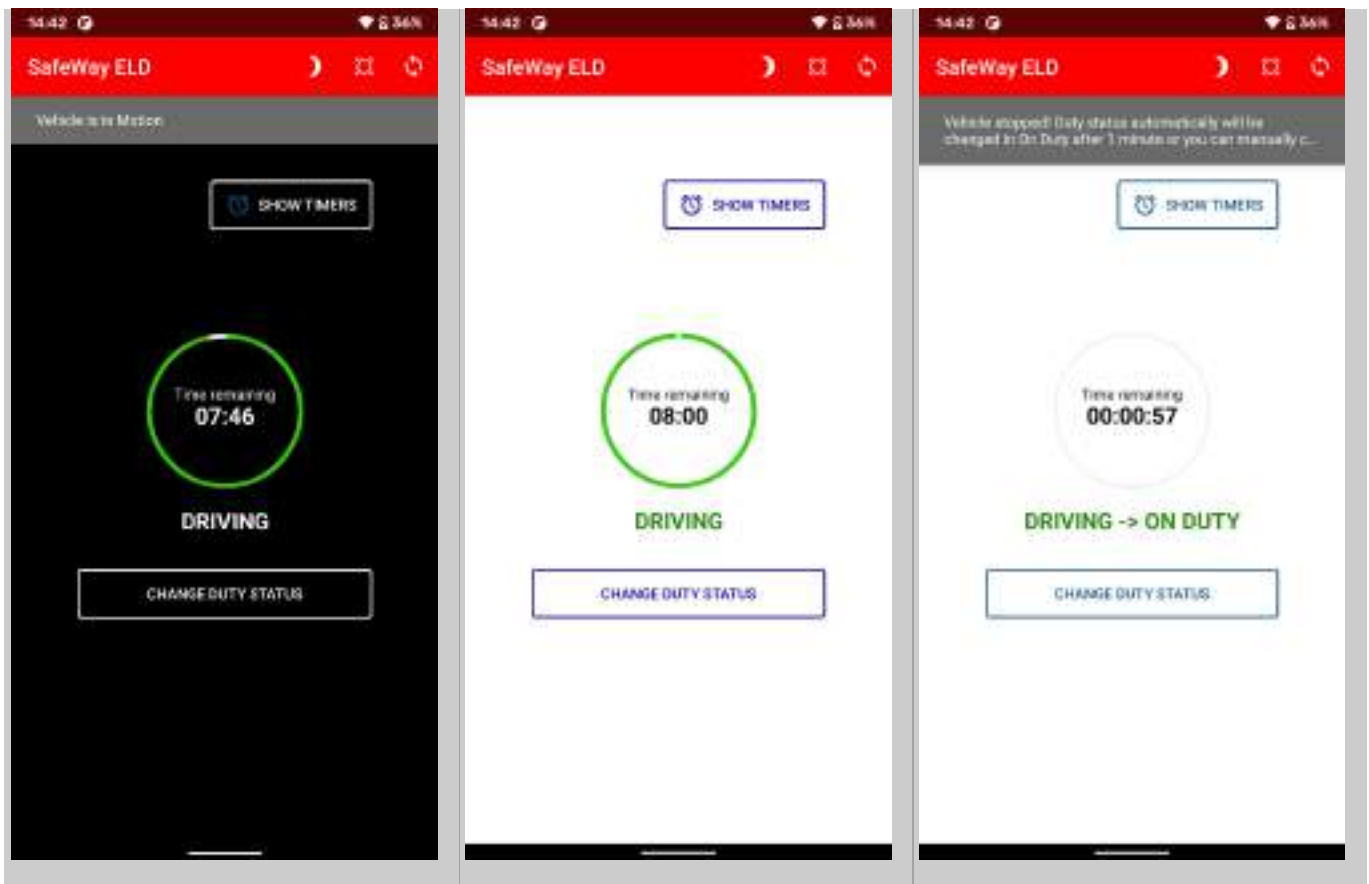 14:42 36%
SafeWay ELD
Vehicle is in Motion
SHOW TIMERS
Time remaining
07:46
DRIVING
CHANGE DUTY STATUS
14:42 36%
SafeWay ELD
SHOW TIMERS
Time remaining
08:00
DRIVING
CHANGE DUTY STATUS
14:42 36%
SafeWay ELD
Vehicle stopped! Duty status automatically will be
changed in On Duty after 1 minute or you can manually c...
SHOW TIMERS
Time remaining
00:00:57
DRIVING -> ON DUTY
CHANGE DUTY STATUS